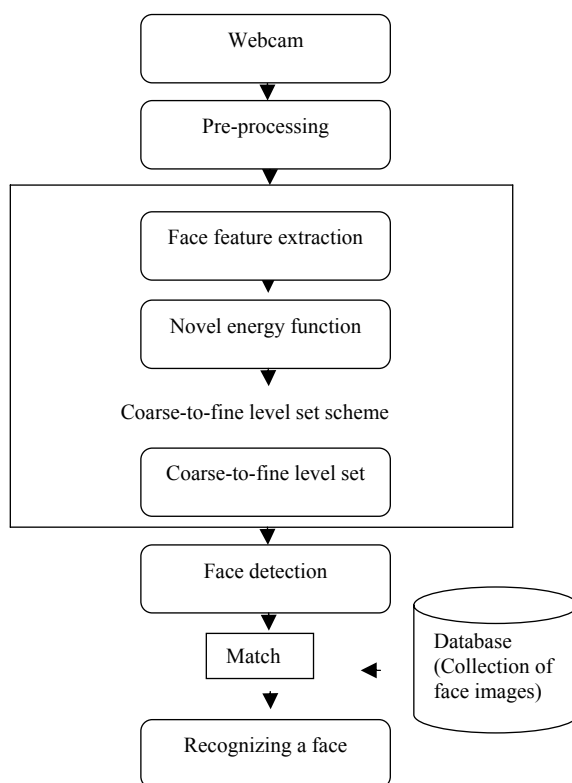 Webcam
Pre-processing
Face feature extraction
Novel energy function
Coarse-to-fine level set scheme
Coarse-to-fine level set
Face detection
Match
Database
(Collection of
face images)
Recognizing a face